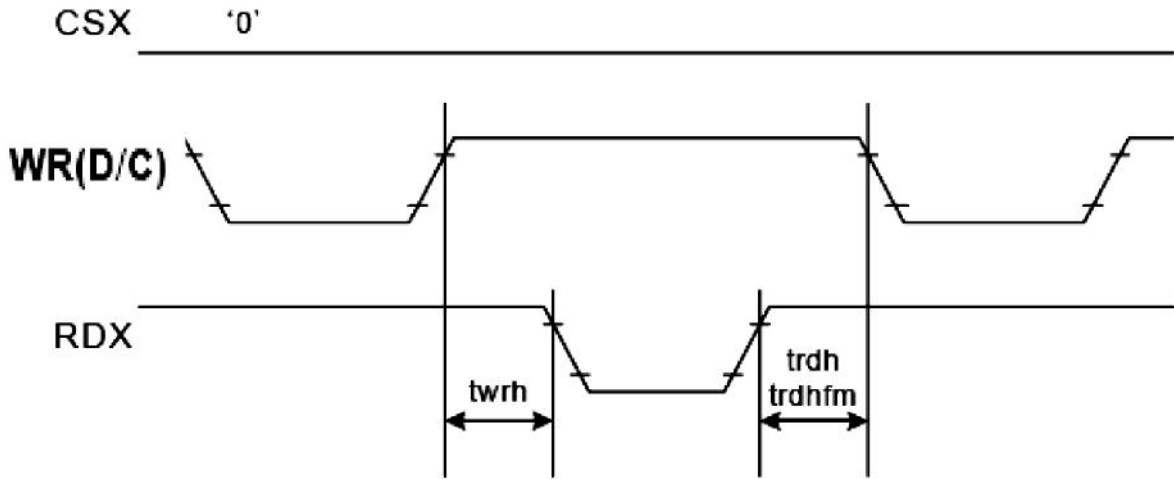 CSX ‘0’
WR(D/C)
RDX
twrh
trdh
trdhfm